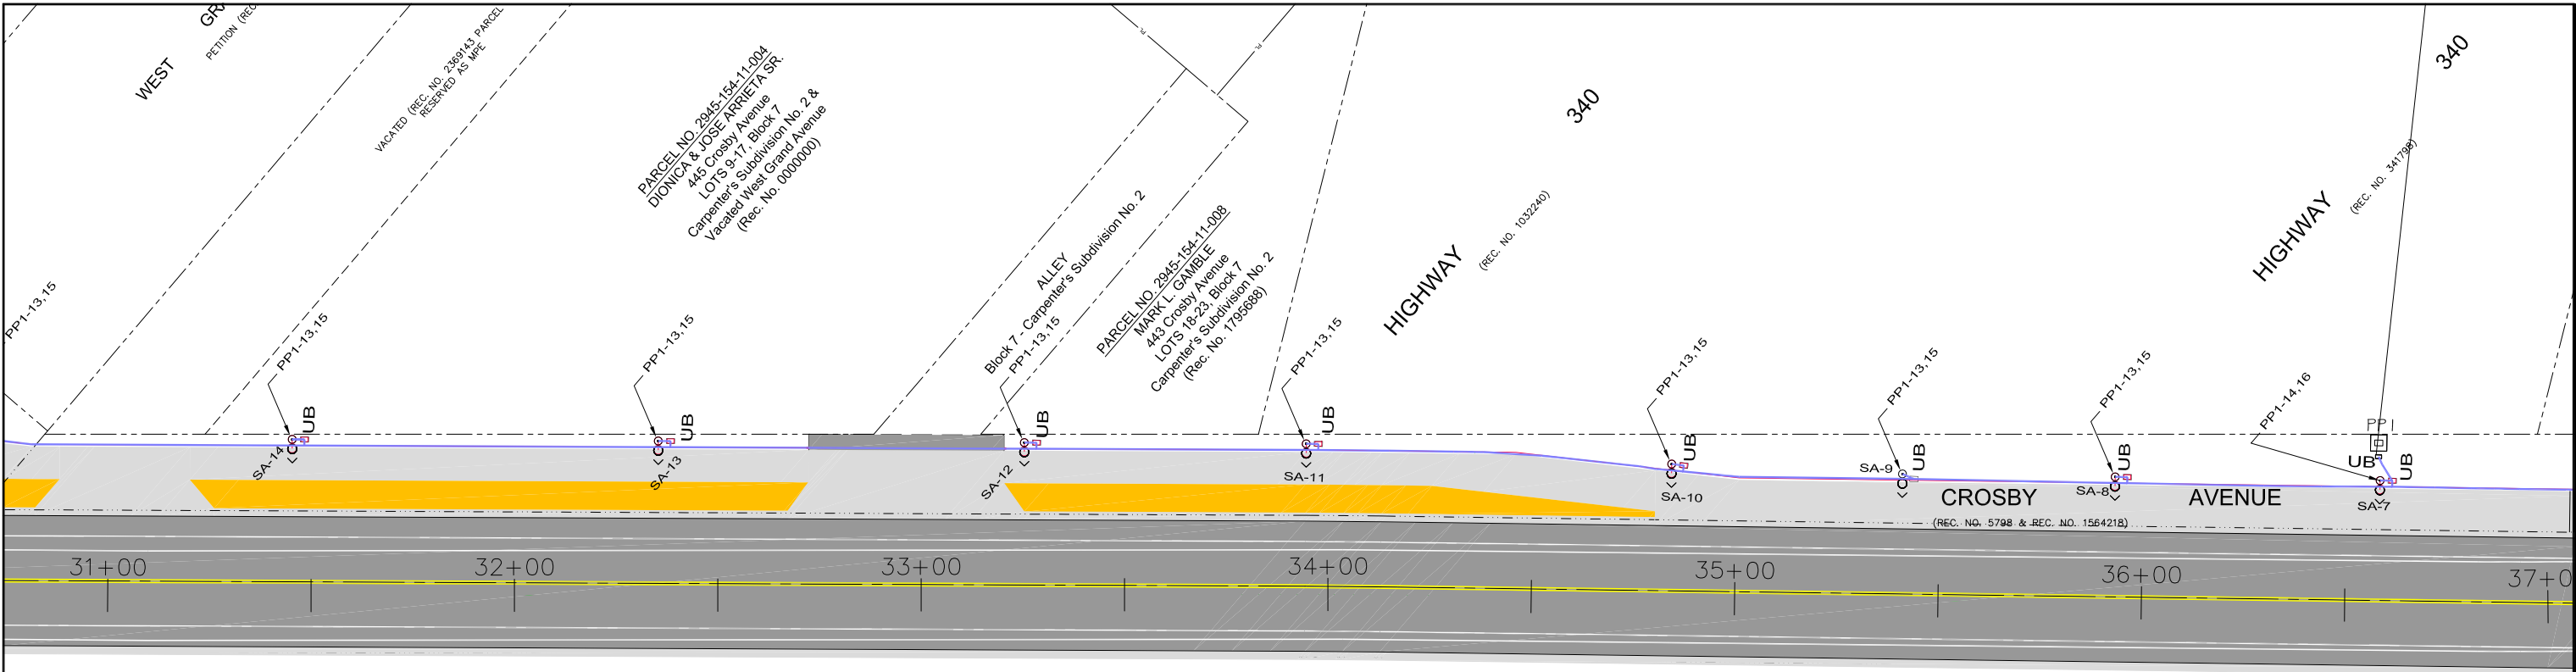 WEST
GRA
PETITION (REC
VACATED (REC. NO. 2369143 PARCEL
RESERVED AS MPE
PARCEL NO. 2945-154-11-004
DIONICA & JOSE ARRIETA SR.
445 Crosby Avenue
LOTS 9-17, Block 7
Carpenter's Subdivision No. 2 &
Vacated West Grand Avenue
(Rec. No. 0000000)
ALLEY
Block 7 - Carpenter's Subdivision No. 2
PARCEL NO. 2945-154-11-008
MARK L. GAMBLE
443 Crosby Avenue
LOTS 18-23, Block 7
Carpenter's Subdivision No. 2
(Rec. No. 1795688)
HIGHWAY 340
(REC. NO. 1032240)
HIGHWAY 340
(REC. NO. 341798)
PP1-13,15
PP1-13,15
PP1-13,15
PP1-13,15
PP1-13,15
PP1-13,15
PP1-13,15
PP1-13,15
PP1-14,16
PP1
UB
UB
UB
UB
UB
UB
UB
UB
UB
SA-14
SA-13
SA-12
SA-11
SA-10
SA-9
SA-8
SA-7
CROSBY AVENUE
(REC. NO. 5798 & REC. NO. 1564218)
31+00
32+00
33+00
34+00
35+00
36+00
37+0